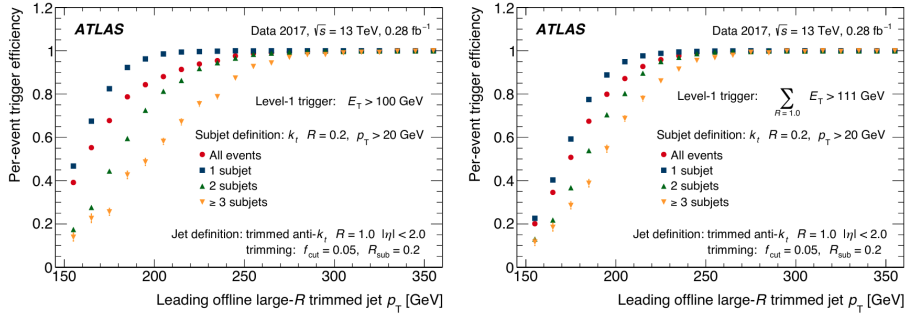 ATLAS
Data 2017, √s = 13 TeV, 0.28 fb⁻¹
Level-1 trigger: E_T > 100 GeV
Subjet definition: k_t R = 0.2, p_T > 20 GeV
All events
1 subjet
2 subjets
≥ 3 subjets
Jet definition: trimmed anti-k_t R = 1.0 |η| < 2.0
trimming: f_cut = 0.05, R_sub = 0.2
Per-event trigger efficiency
1.2
1
0.8
0.6
0.4
0.2
0
150 200 250 300 350
Leading offline large-R trimmed jet p_T [GeV]
ATLAS
Data 2017, √s = 13 TeV, 0.28 fb⁻¹
Level-1 trigger: ∑_{R = 1.0} E_T > 111 GeV
Subjet definition: k_t R = 0.2, p_T > 20 GeV
All events
1 subjet
2 subjets
≥ 3 subjets
Jet definition: trimmed anti-k_t R = 1.0 |η| < 2.0
trimming: f_cut = 0.05, R_sub = 0.2
Per-event trigger efficiency
1.2
1
0.8
0.6
0.4
0.2
0
150 200 250 300 350
Leading offline large-R trimmed jet p_T [GeV]